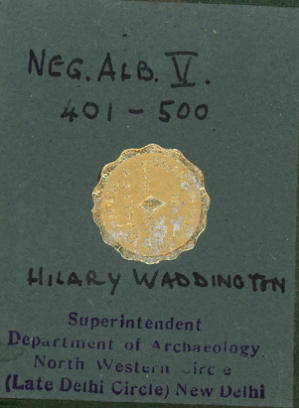 NEG. ALB. V.
401 - 500
HILARY WADDINGTON
Superintendent
Department of Archaeology
North Western Circle
(Late Delhi Circle) New Delhi